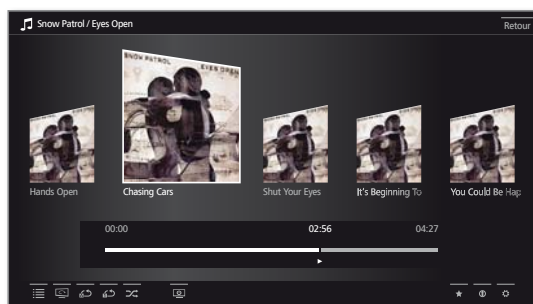 Snow Patrol / Eyes Open
Retour
SNOW PATROL EYES OPEN
Hands Open
Chasing Cars
Shut Your Eyes
It's Beginning To
You Could Be Hap
00:00 02:56 04:27